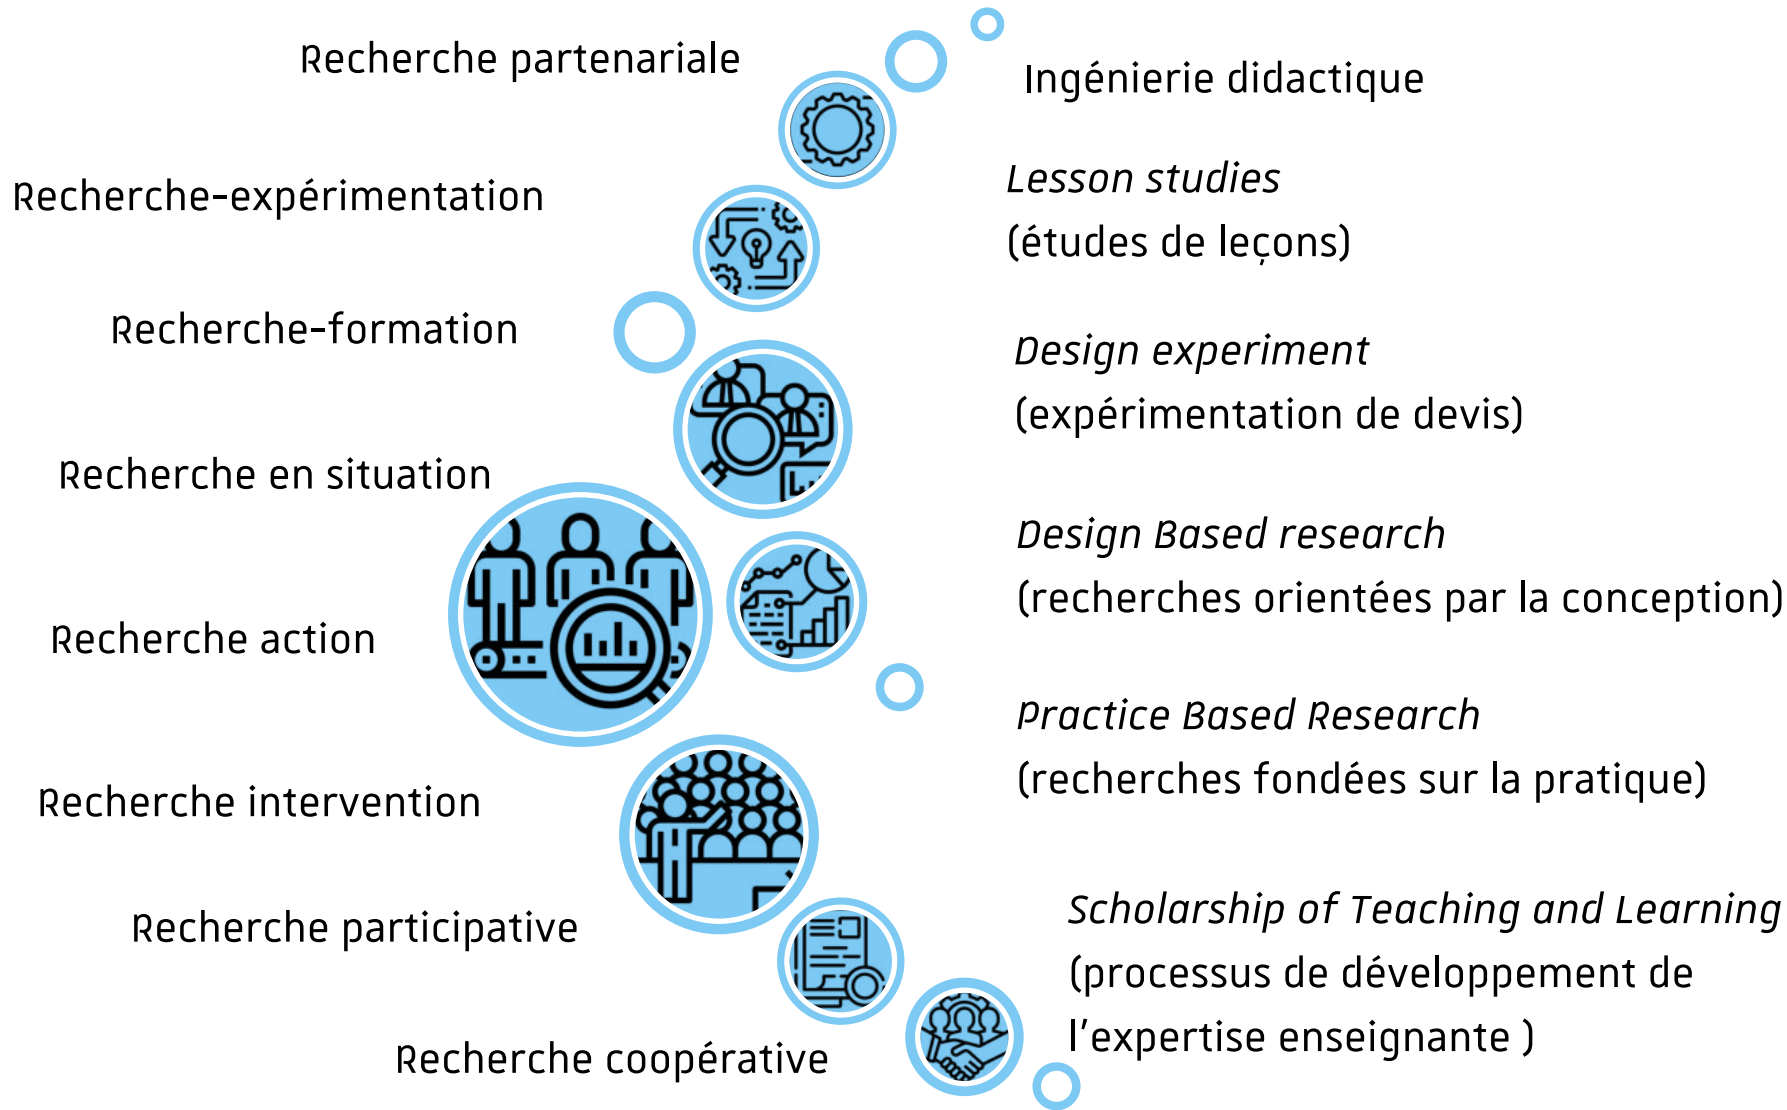 Recherche partenariale
Recherche-expérimentation
Recherche-formation
Recherche en situation
Recherche action
Recherche intervention
Recherche participative
Recherche coopérative
Ingénierie didactique
Lesson studies
(études de leçons)
Design experiment
(expérimentation de devis)
Design Based research
(recherches orientées par la conception)
Practice Based Research
(recherches fondées sur la pratique)
Scholarship of Teaching and Learning
(processus de développement de
l'expertise enseignante )